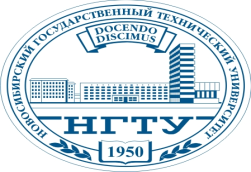 НОВОСИБИРСКИЙ ГОСУДАРСТВЕННЫЙ ТЕХНИЧЕСКИЙ УНИВЕРСИТЕТ
DOCENDO
DISCIMUS
НГТУ
1950